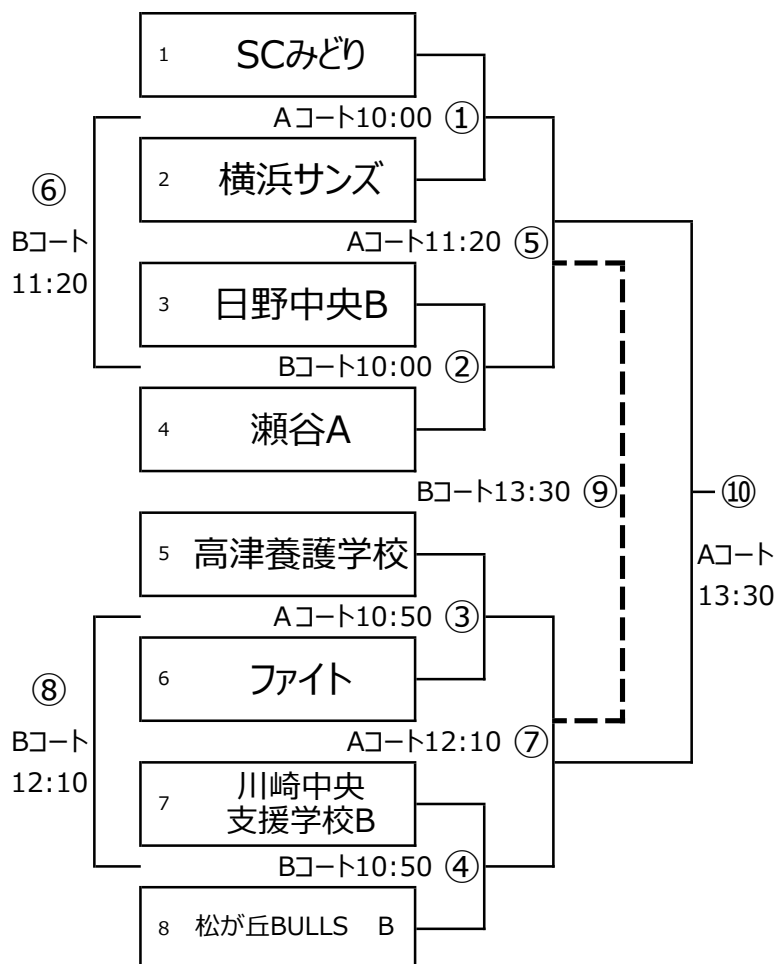 1 SCみどり
Aコート10:00 ①
2 横浜サンズ
⑥
Bコート
11:20
Aコート11:20 ⑤
3 日野中央B
Bコート10:00 ②
4 瀬谷A
Bコート13:30 ⑨
⑩
Aコート
13:30
5 高津養護学校
Aコート10:50 ③
6 ファイト
⑧
Bコート
12:10
Aコート12:10 ⑦
7 川崎中央
支援学校B
Bコート10:50 ④
8 松が丘BULLS B